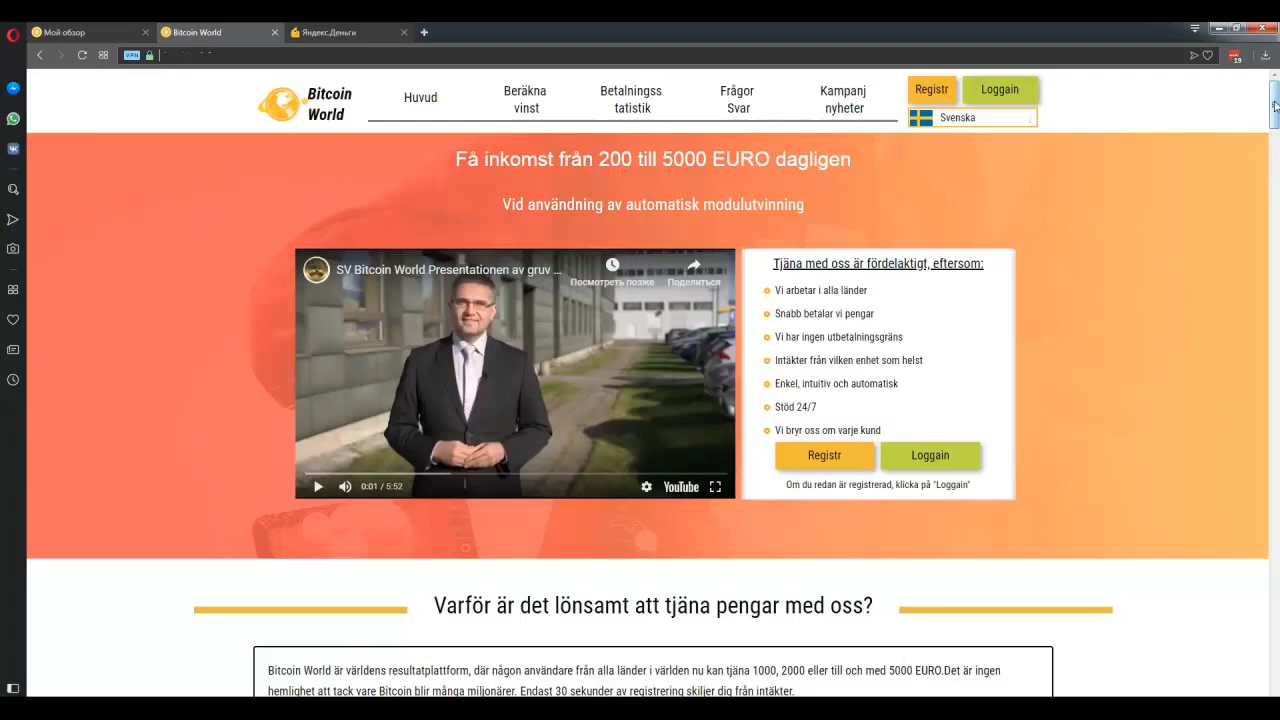 Мой обзор
Bitcoin World
Яндекс.Деньги
VPN
19
Bitcoin
World
Huvud
Beräkna
vinst
Betalningss
tatistik
Frågor
Svar
Kampanj
nyheter
Registr
Loggain
Svenska
Få inkomst från 200 till 5000 EURO dagligen
Vid användning av automatisk modulutvinning
SV Bitcoin World Presentationen av gruv ...
Посмотреть позже
Поделиться
0:01 / 5:52
YouTube
Tjäna med oss är fördelaktigt, eftersom:
Vi arbetar i alla länder
Snabb betalar vi pengar
Vi har ingen utbetalningsgräns
Intäkter från vilken enhet som helst
Enkel, intuitiv och automatisk
Stöd 24/7
Vi bryr oss om varje kund
Registr
Loggain
Om du redan är registrerad, klicka på "Loggain"
Varför är det lönsamt att tjäna pengar med oss?
Bitcoin World är världens resultatplattform, där någon användare från alla länder i världen nu kan tjäna 1000, 2000 eller till och med 5000 EURO.Det är ingen
hemlighet att tack vare Bitcoin blir många miljonärer. Endast 30 sekunder av registrering skiljer dig från intäkter.